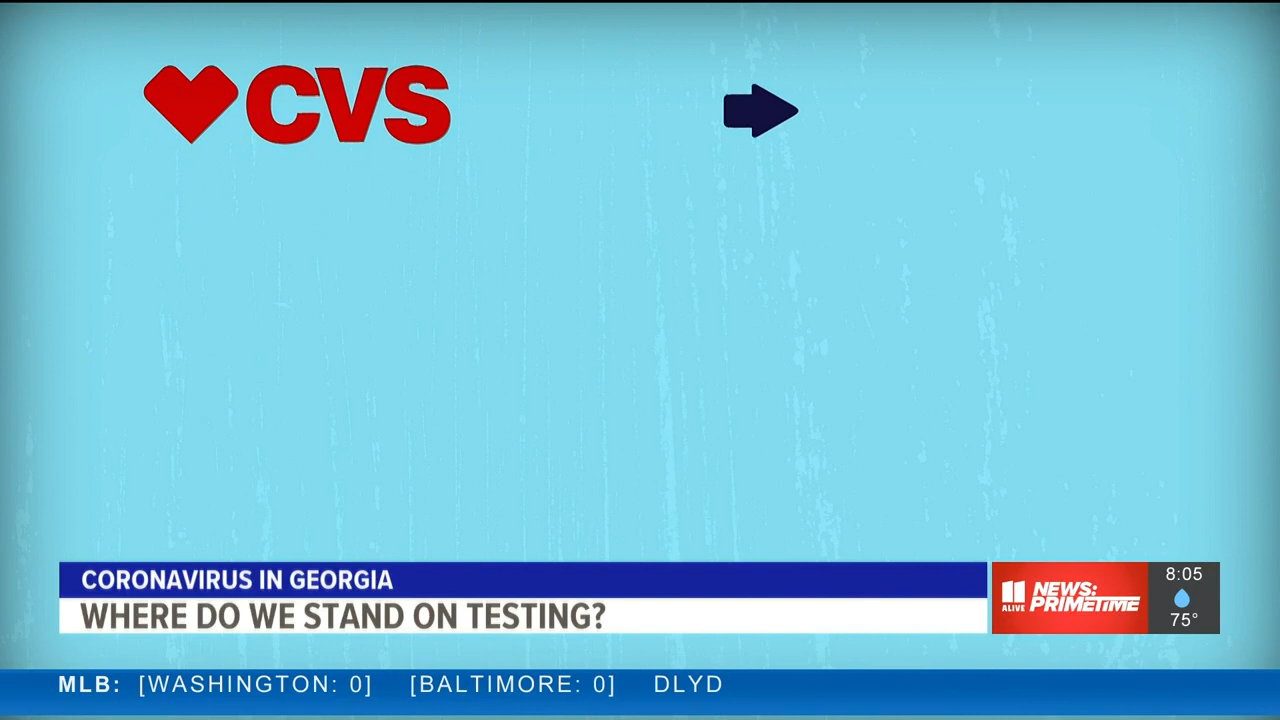 CVS
CORONAVIRUS IN GEORGIA
WHERE DO WE STAND ON TESTING?
11 ALIVE NEWS: PRIMETIME
8:05
75°
MLB: [WASHINGTON: 0] [BALTIMORE: 0] DLYD